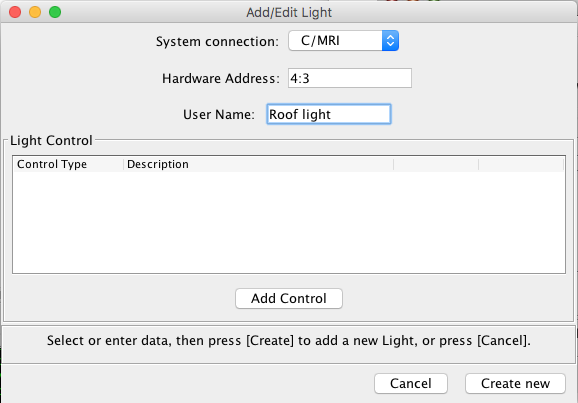 Add/Edit Light
System connection: C/MRI
Hardware Address: 4:3
User Name: Roof light
Light Control
Control Type Description
Add Control
Select or enter data, then press [Create] to add a new Light, or press [Cancel].
Cancel Create new